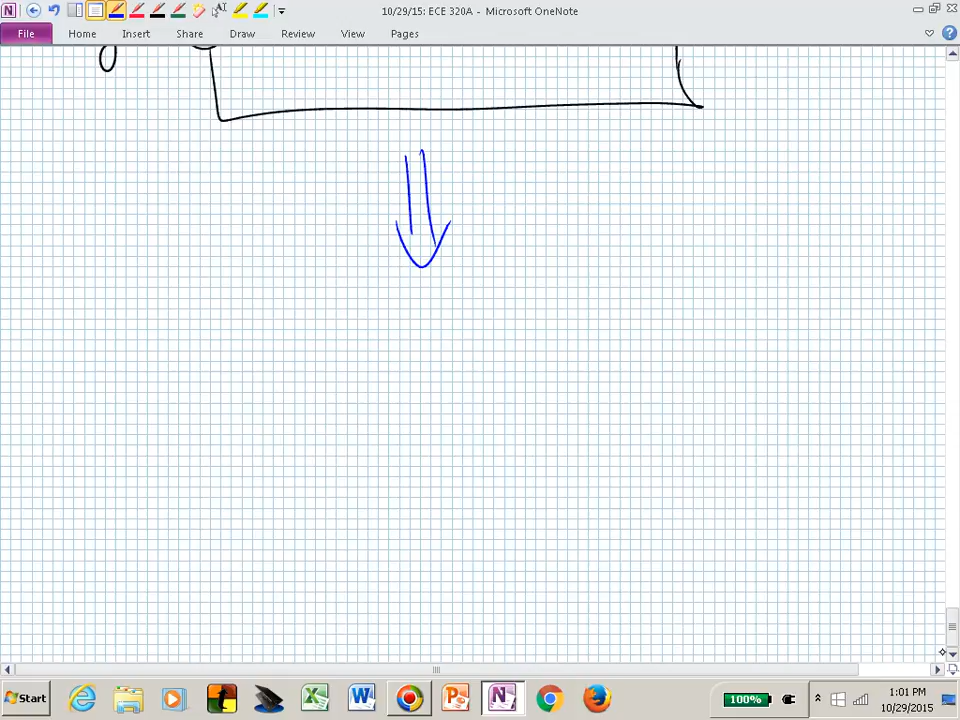 10/29/15: ECE 320A - Microsoft OneNote
File Home Insert Share Draw Review View Pages
Start
100%
1:01 PM
10/29/2015